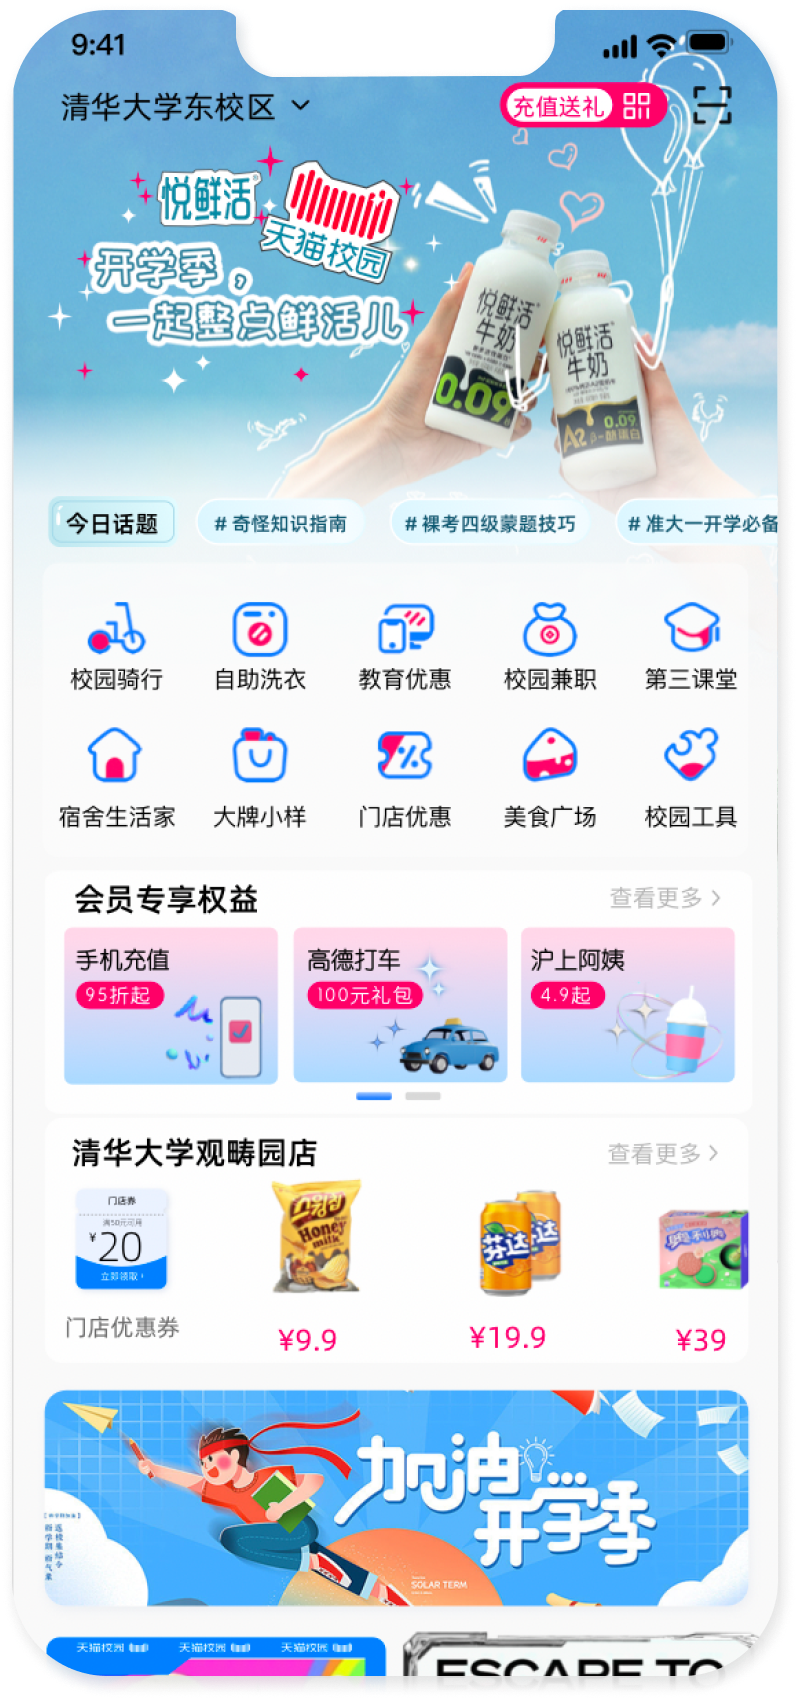 9:41
清华大学东校区
充值送礼
悦鲜活
天猫校园
开学季，
一起整点鲜活儿
悦鲜活
牛奶
0.09
悦鲜活
牛奶
0.09
A2 β-酪蛋白
今日话题
# 奇怪知识指南
# 裸考四级蒙题技巧
# 准大一开学必备
校园骑行
自助洗衣
教育优惠
校园兼职
第三课堂
宿舍生活家
大牌小样
门店优惠
美食广场
校园工具
会员专享权益
查看更多
手机充值
95折起
高德打车
100元礼包
沪上阿姨
4.9起
清华大学观畴园店
查看更多
门店券
满50元可用
¥20
立即领取
门店优惠券
Honey
milk
¥9.9
芬达
¥19.9
¥39
加油
开学季
SOLAR TERM
天猫校园
天猫校园
天猫校园
ESCAPE TO